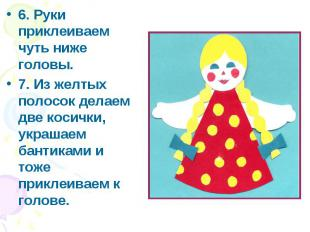 6. Руки
приклеиваем
чуть ниже
головы.
7. Из желтых
полосок делаем
две косички,
украшаем
бантиками и
тоже
приклеиваем к
голове.